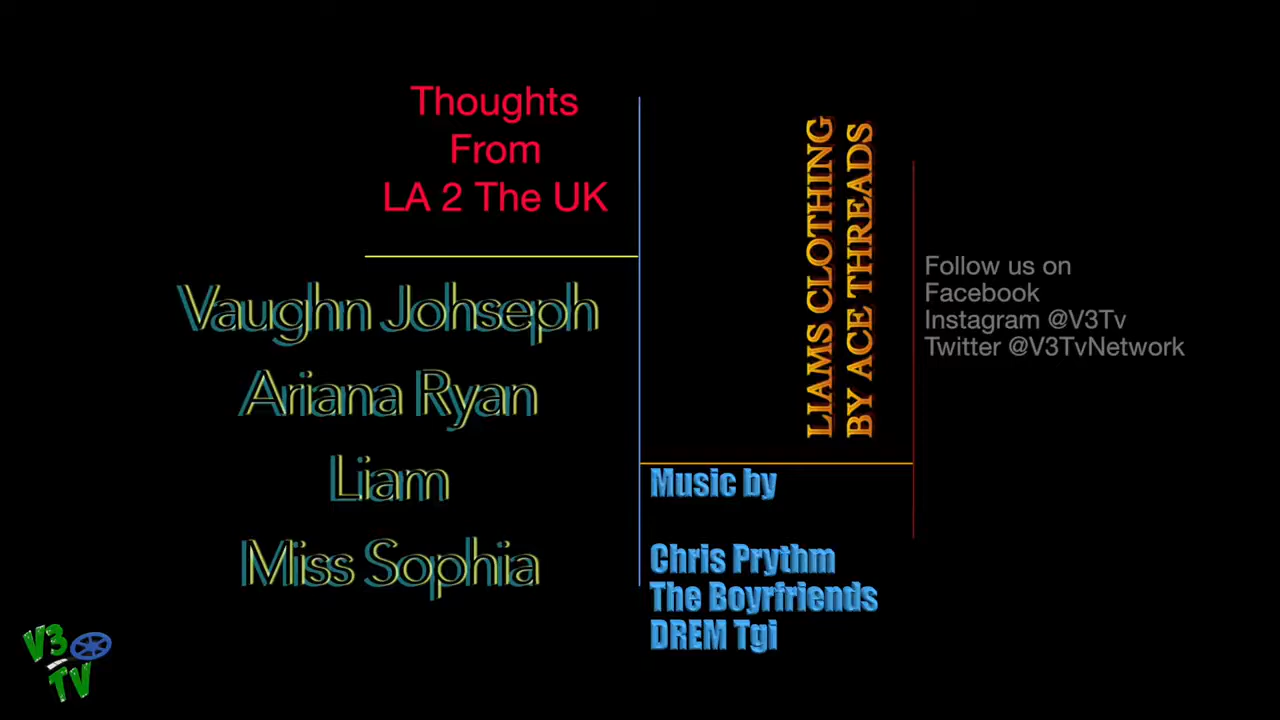 Thoughts
From
LA 2 The UK
Vaughn Johseph
Ariana Ryan
Liam
Miss Sophia
LIAMS CLOTHING
BY ACE THREADS
Music by
Chris Prythm
The Boyrfriends
DREM Tgi
Follow us on
Facebook
Instagram @V3Tv
Twitter @V3TvNetwork
V3
TV